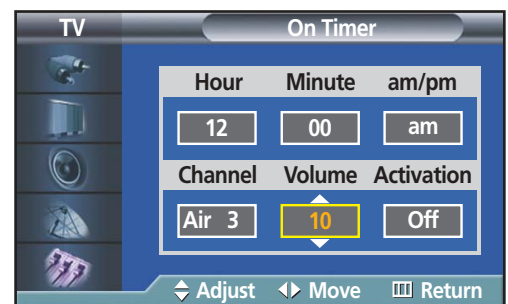 TV On Timer
Hour Minute am/pm
12 00 am
Channel Volume Activation
Air 3 10 Off
Adjust Move Return